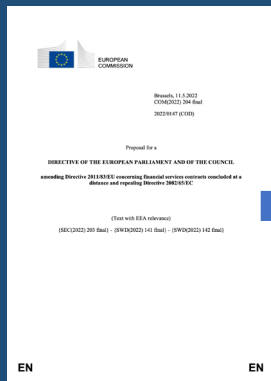 EUROPEAN
COMMISSION
Brussels, 11.5.2022
COM(2022) 204 final
2022/0147 (COD)
Proposal for a
DIRECTIVE OF THE EUROPEAN PARLIAMENT AND OF THE COUNCIL
amending Directive 2011/83/EU concerning financial services contracts concluded at a
distance and repealing Directive 2002/65/EC
(Text with EEA relevance)
{SEC(2022) 203 final} - {SWD(2022) 141 final} - {SWD(2022) 142 final}
EN EN